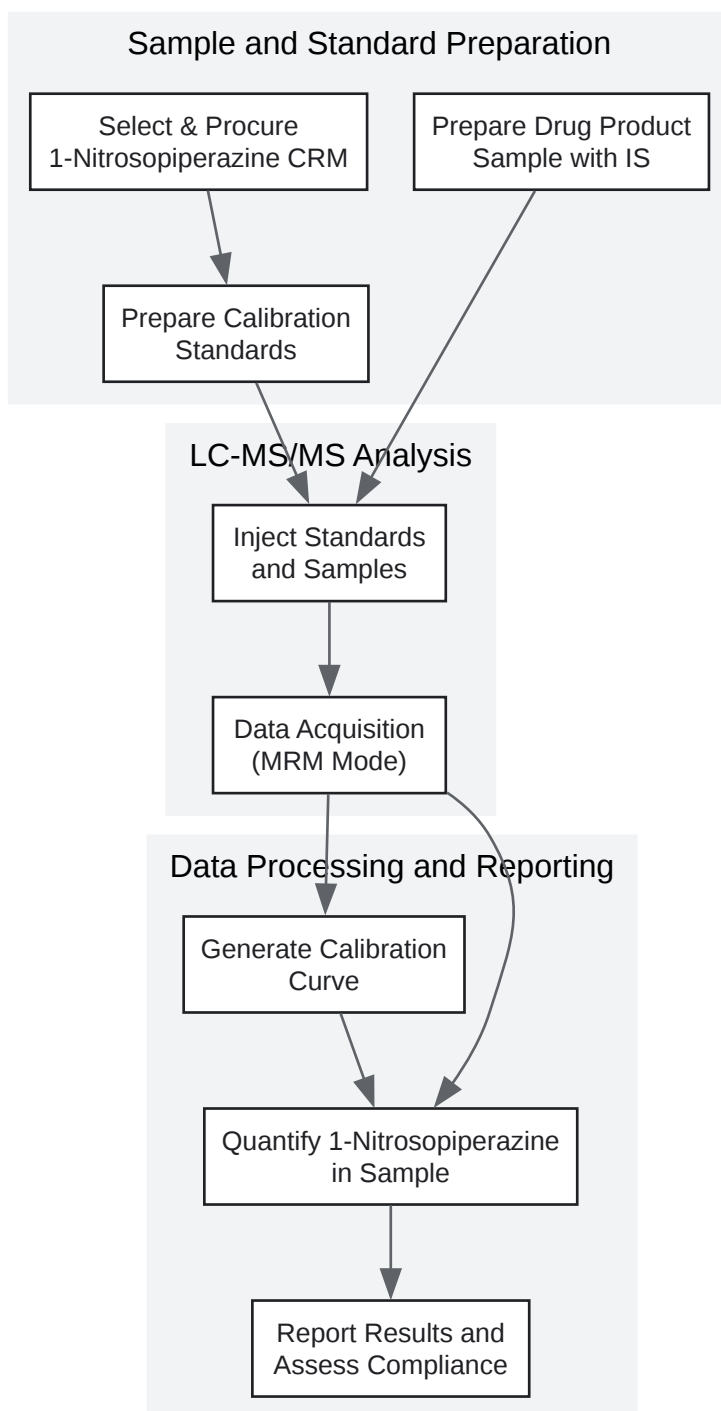 Sample and Standard Preparation
Select & Procure
1-Nitrosopiperazine CRM
Prepare Drug Product
Sample with IS
Prepare Calibration
Standards
LC-MS/MS Analysis
Inject Standards
and Samples
Data Acquisition
(MRM Mode)
Data Processing and Reporting
Generate Calibration
Curve
Quantify 1-Nitrosopiperazine
in Sample
Report Results and
Assess Compliance